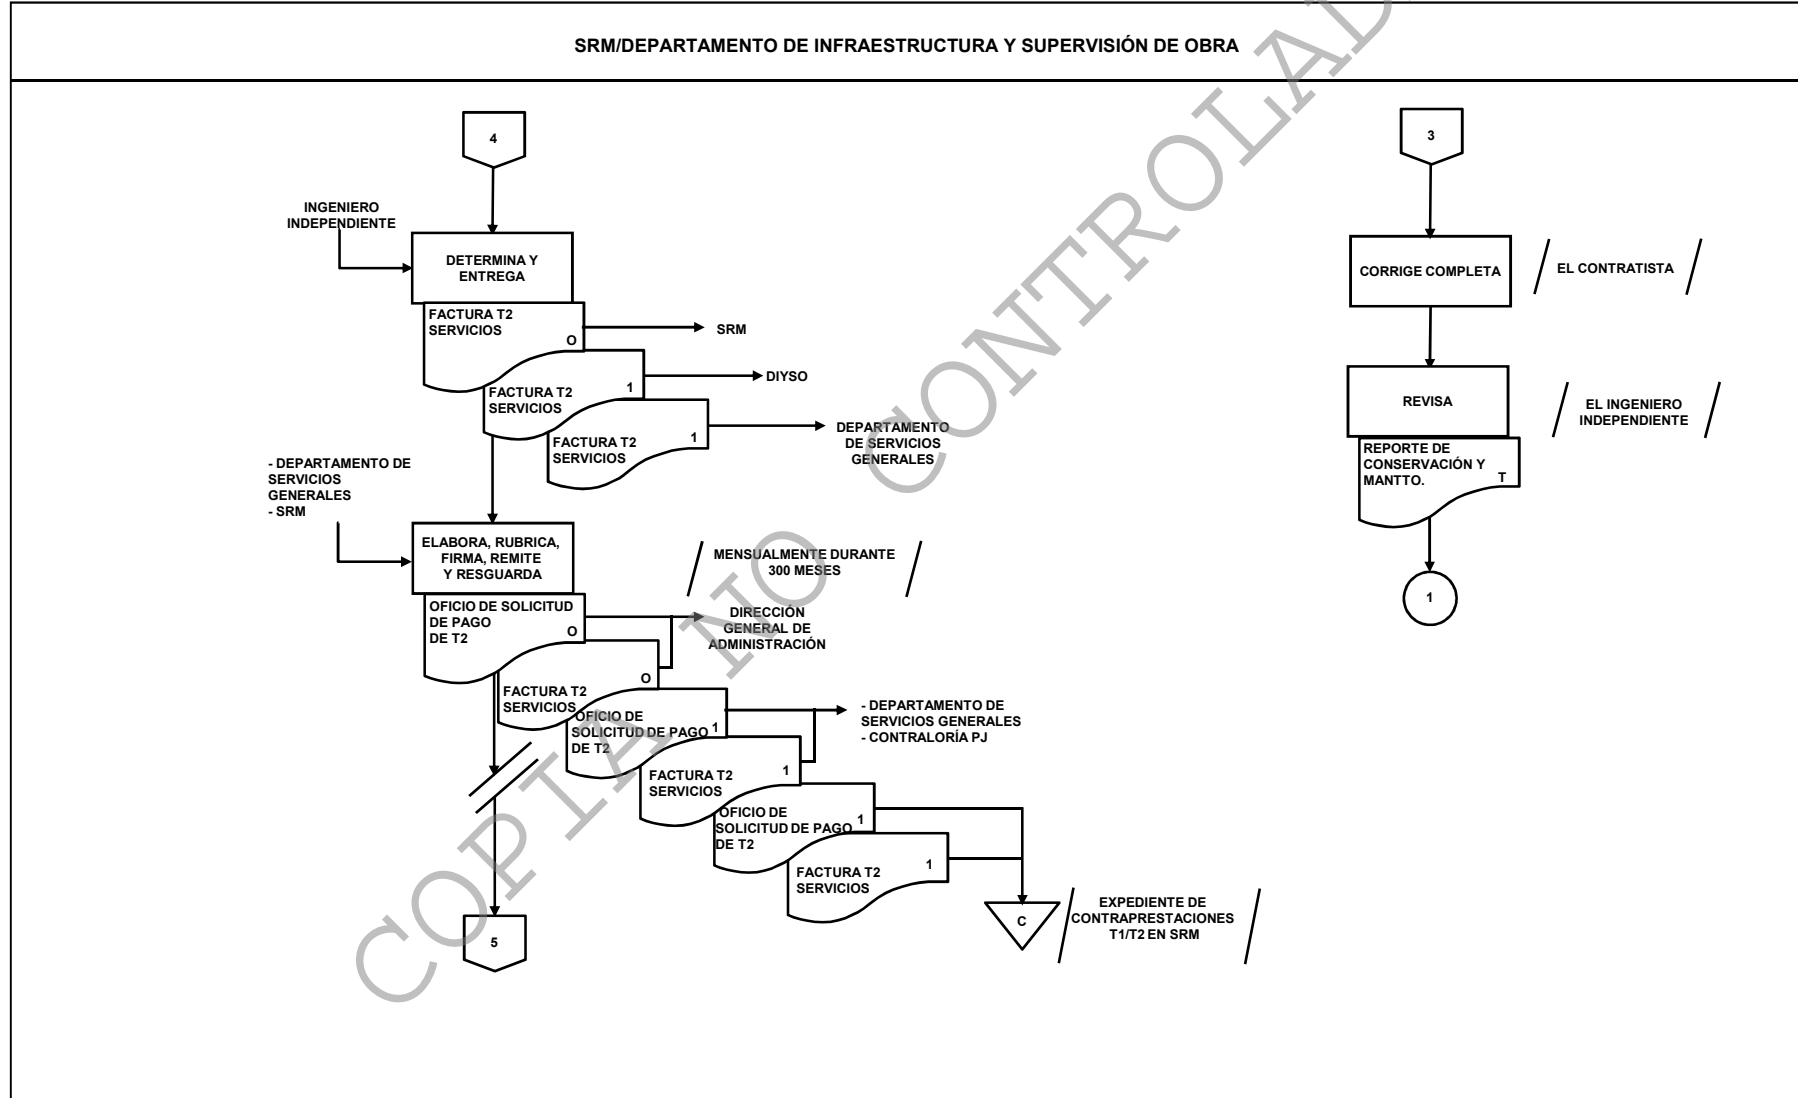 SRM/DEPARTAMENTO DE INFRAESTRUCTURA Y SUPERVISIÓN DE OBRA
4
INGENIERO
INDEPENDIENTE
DETERMINA Y
ENTREGA
FACTURA T2
SERVICIOS
O
SRM
FACTURA T2
SERVICIOS
1
DIYSO
FACTURA T2
SERVICIOS
1
DEPARTAMENTO
DE SERVICIOS
GENERALES
- DEPARTAMENTO DE
SERVICIOS
GENERALES
- SRM
ELABORA, RUBRICA,
FIRMA, REMITE
Y RESGUARDA
MENSUALMENTE DURANTE
300 MESES
OFICIO DE SOLICITUD
DE PAGO
DE T2
O
DIRECCIÓN
GENERAL DE
ADMINISTRACIÓN
FACTURA T2
SERVICIOS
O
OFICIO DE
SOLICITUD DE PAGO
DE T2
1
- DEPARTAMENTO DE
SERVICIOS GENERALES
- CONTRALORÍA PJ
FACTURA T2
SERVICIOS
1
OFICIO DE
SOLICITUD DE PAGO
DE T2
1
FACTURA T2
SERVICIOS
1
C
EXPEDIENTE DE
CONTRAPRESTACIONES
T1/T2 EN SRM
5
3
CORRIGE COMPLETA
EL CONTRATISTA
REVISA
EL INGENIERO
INDEPENDIENTE
REPORTE DE
CONSERVACIÓN Y
MANTTO.
T
1
COPIA NO CONTROLAD